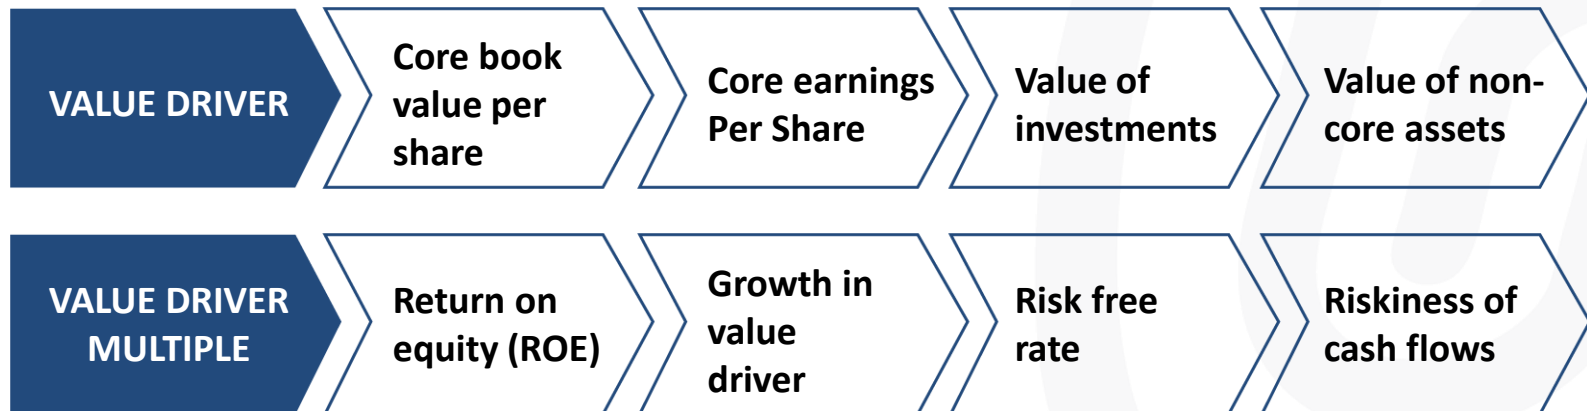 VALUE DRIVER
Core book
value per
share
Core earnings
Per Share
Value of
investments
Value of non-
core assets
VALUE DRIVER
MULTIPLE
Return on
equity (ROE)
Growth in
value
driver
Risk free
rate
Riskiness of
cash flows